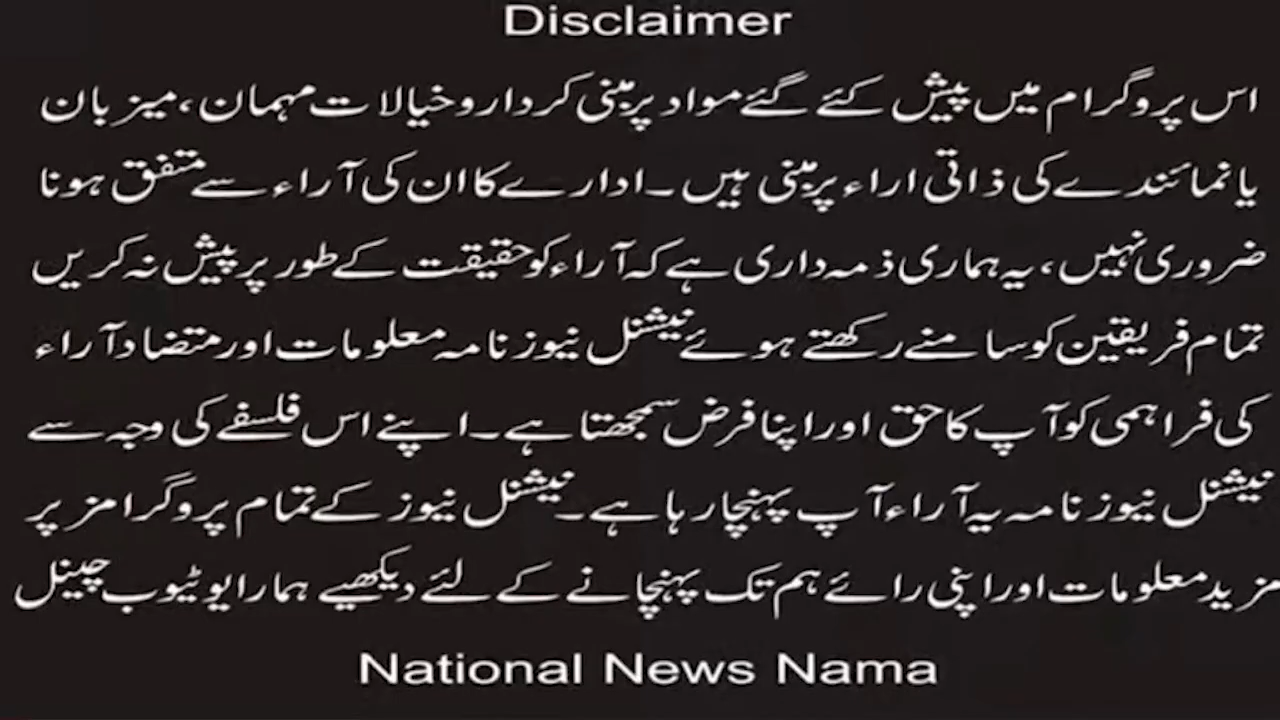 Disclaimer
اس پروگرام میں پیش کئے گئے مواد پر مبنی کردار و خیالات مہمان، میزبان
یا نمائندے کی ذاتی اراء پر مبنی ہیں۔ ادارے کا ان کی آراء سے متفق ہونا
ضروری نہیں، یہ ہماری ذمہ داری ہے کہ آراء کو حقیقت کے طور پر پیش نہ کریں
تمام فریقین کو سامنے رکھتے ہوئے نیشنل نیوز نامہ معلومات اور متضاد آراء
کی فراہمی کو آپ کا حق اور اپنا فرض سمجھتا ہے۔ اپنے اس فلسفے کی وجہ سے
نیشنل نیوز نامہ یہ آراء آپ پہنچا رہا ہے۔ نیشنل نیوز کے تمام پروگرامز پر
مزید معلومات اور اپنی رائے ہم تک پہنچانے کے لئے دیکھیے ہمارا یوٹیوب چینل
National News Nama